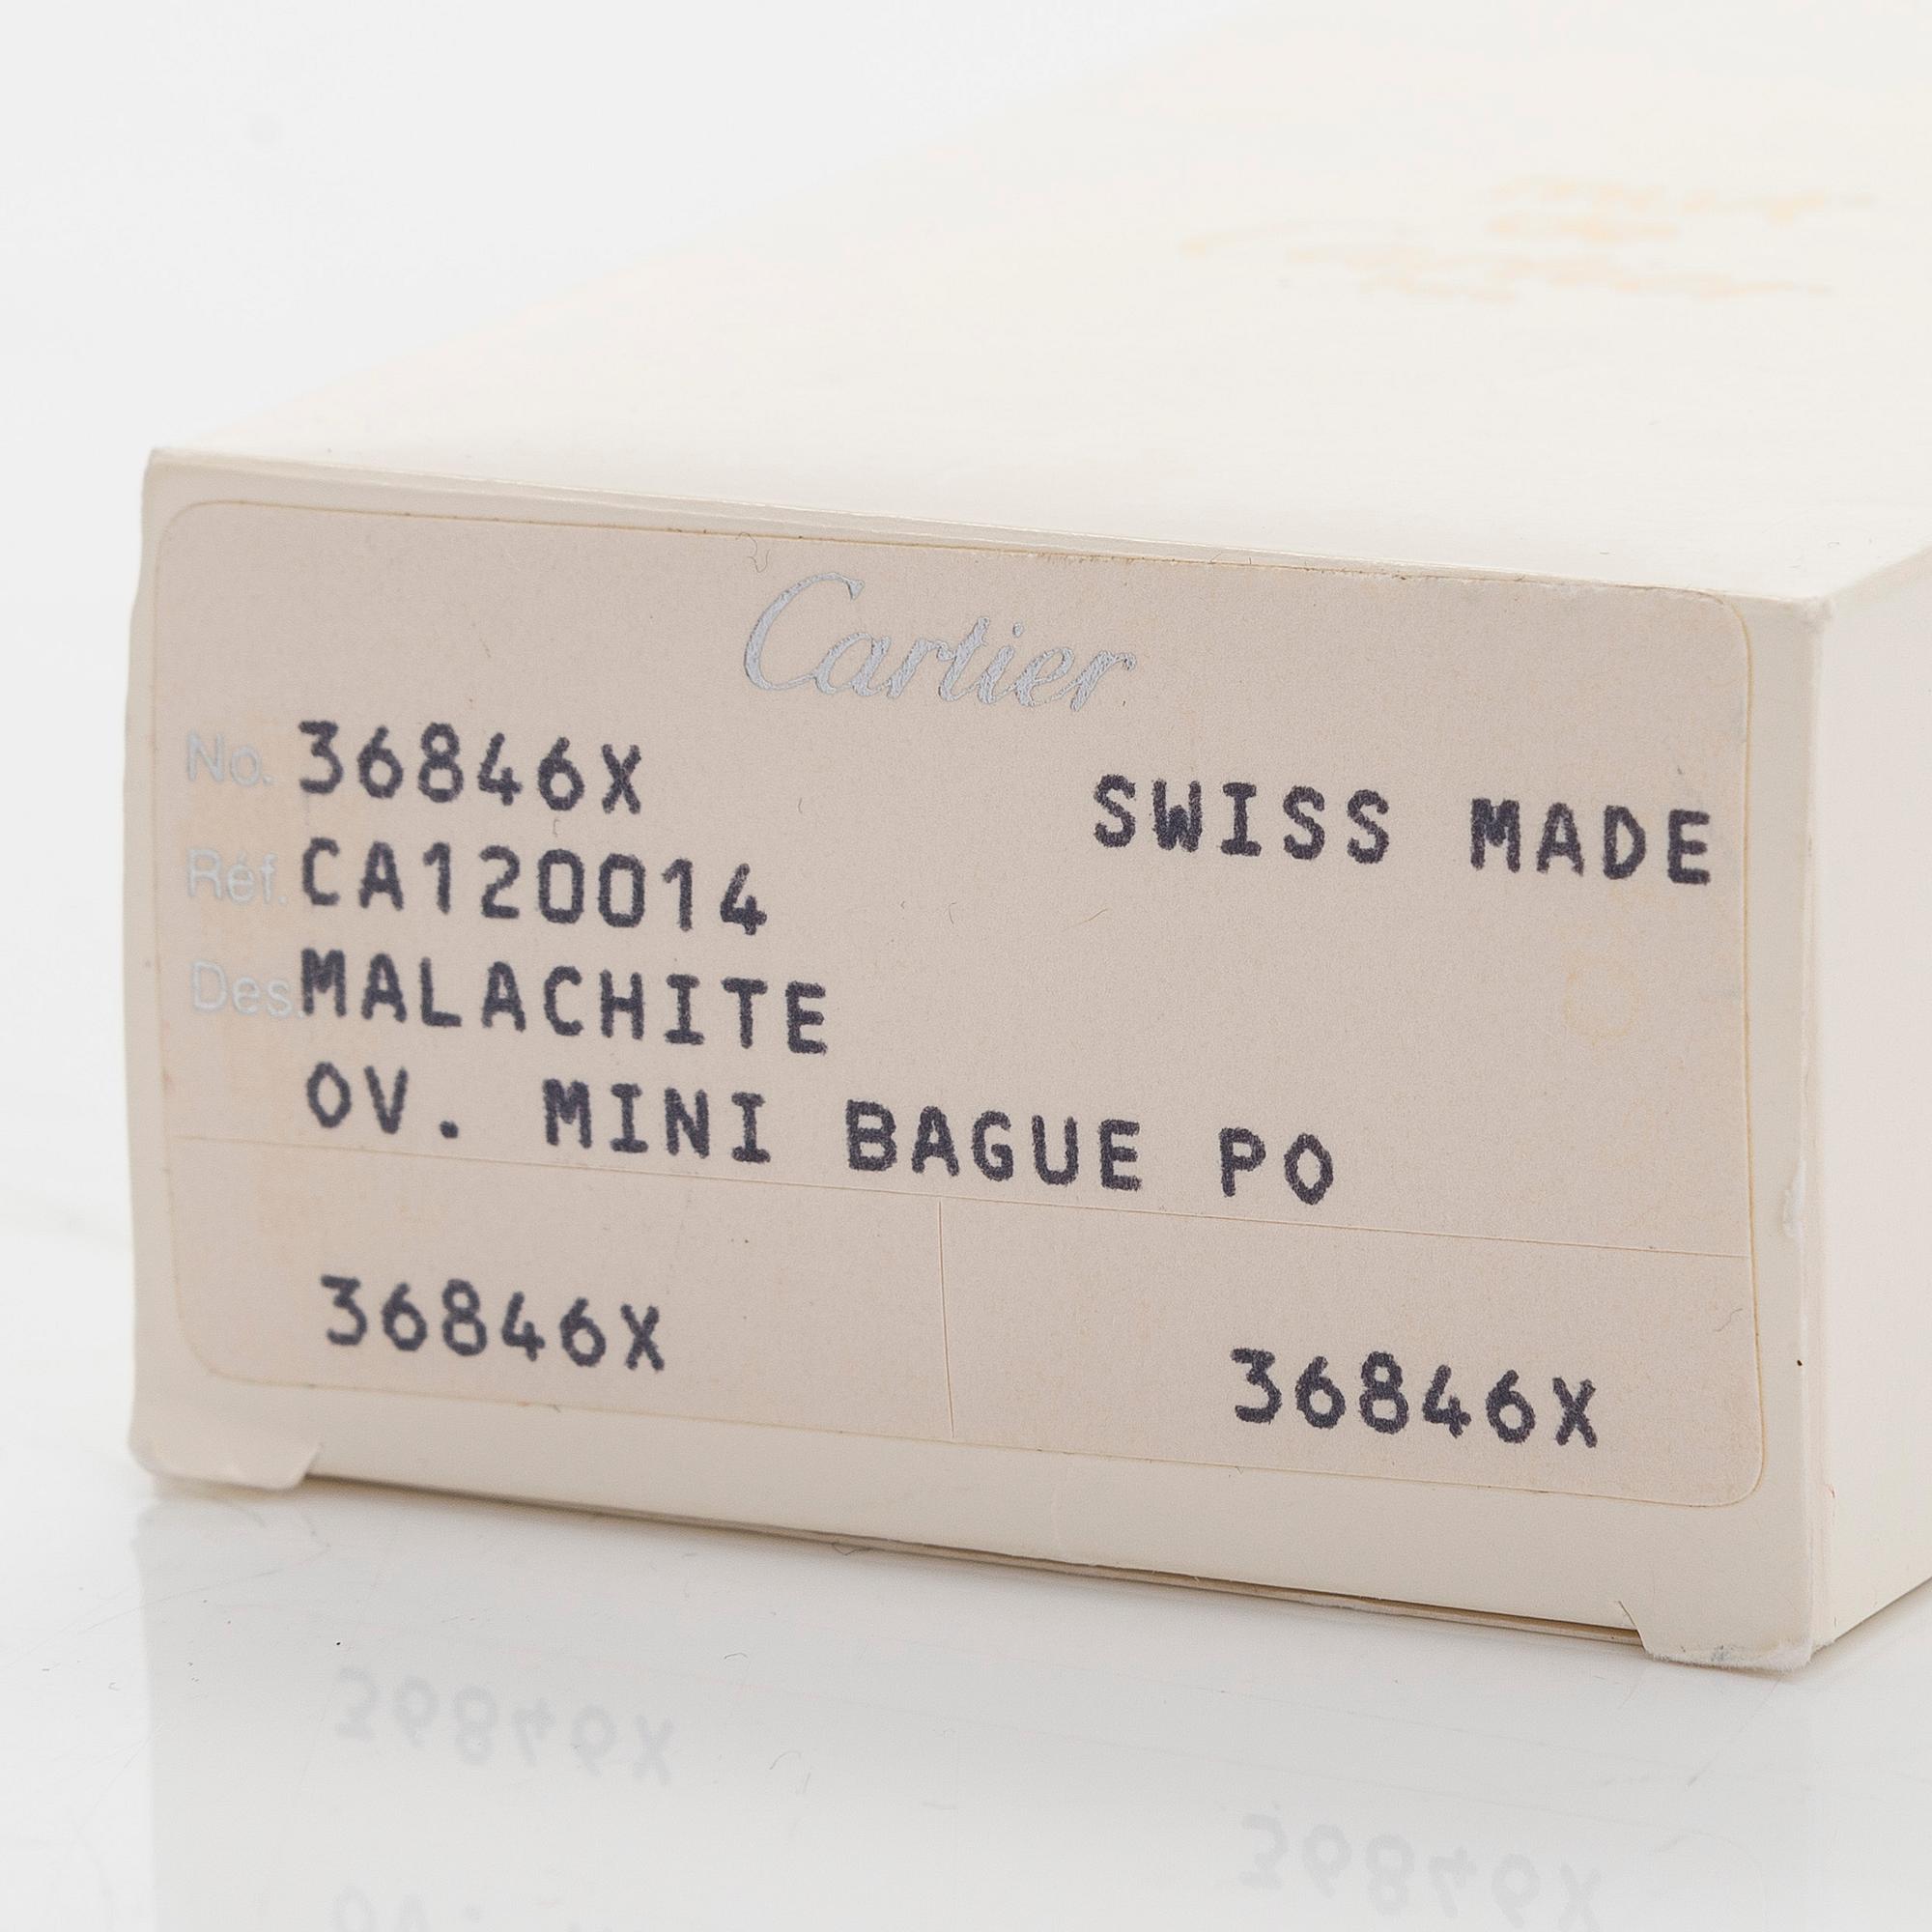 Cartier
No. 36846X
SWISS MADE
Réf. CA120014
Des. MALACHITE
OV. MINI BAGUE PO
36846X
36846X